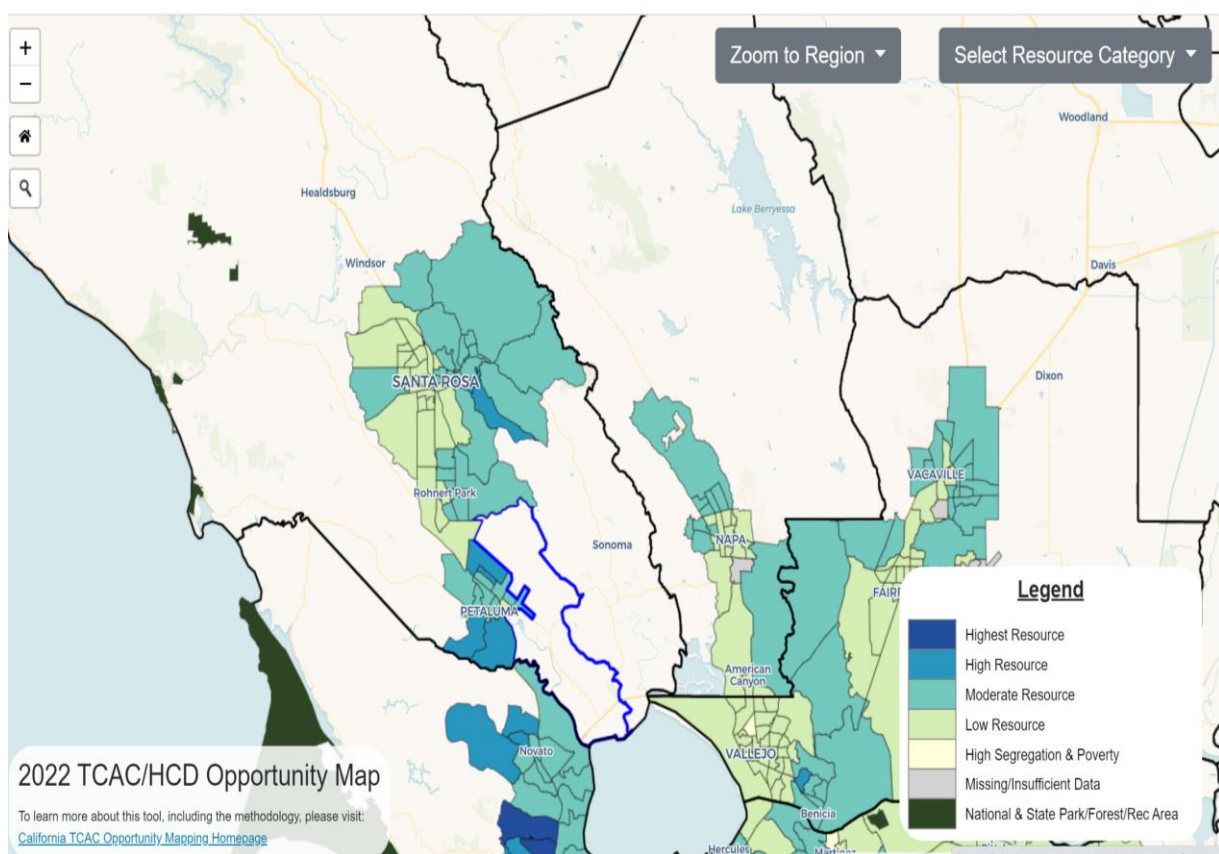 +
−
Zoom to Region
Select Resource Category
Woodland
Healdsburg
Lake Berryessa
Windsor
Davis
SANTA ROSA
Dixon
VACAVILLE
Rohnert Park
Sonoma
NAPA
PETALUMA
FAIRF
American
Canyon
Novato
VALLEJO
Benicia
Hercules
Martinez
Legend
Highest Resource
High Resource
Moderate Resource
Low Resource
High Segregation & Poverty
Missing/Insufficient Data
National & State Park/Forest/Rec Area
2022 TCAC/HCD Opportunity Map
To learn more about this tool, including the methodology, please visit:
California TCAC Opportunity Mapping Homepage